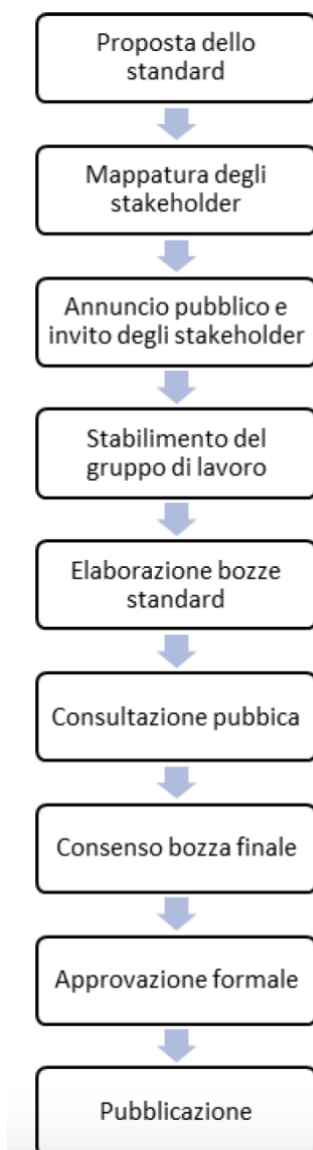 Proposta dello
standard
Mappatura degli
stakeholder
Annuncio pubblico e
invito degli stakeholder
Stabilimento del
gruppo di lavoro
Elaborazione bozze
standard
Consultazione pubbica
Consenso bozza finale
Approvazione formale
Pubblicazione